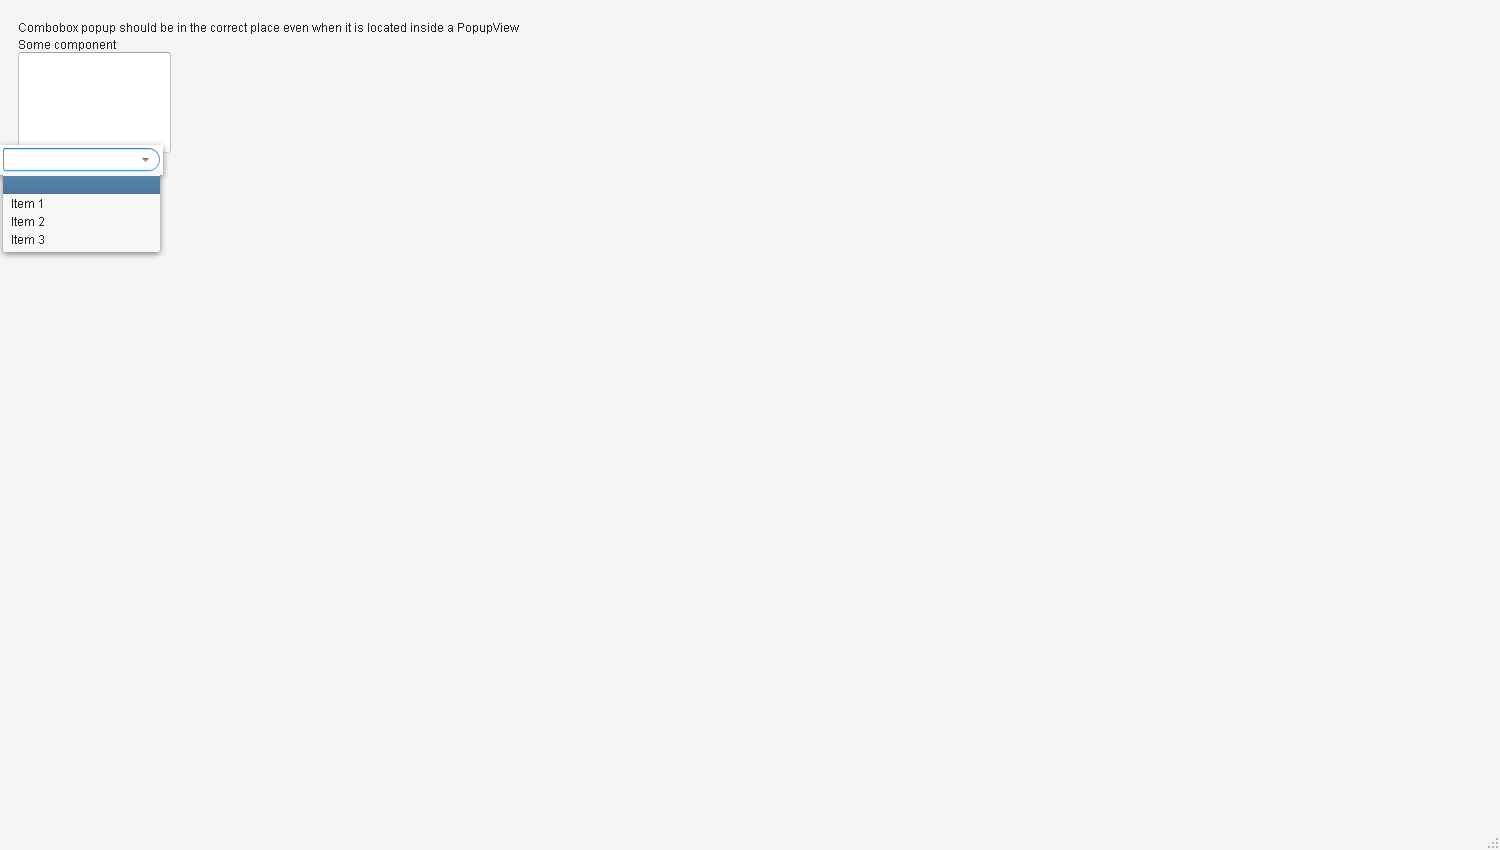 Combobox popup should be in the correct place even when it is located inside a PopupView
Some component
Item 1
Item 2
Item 3